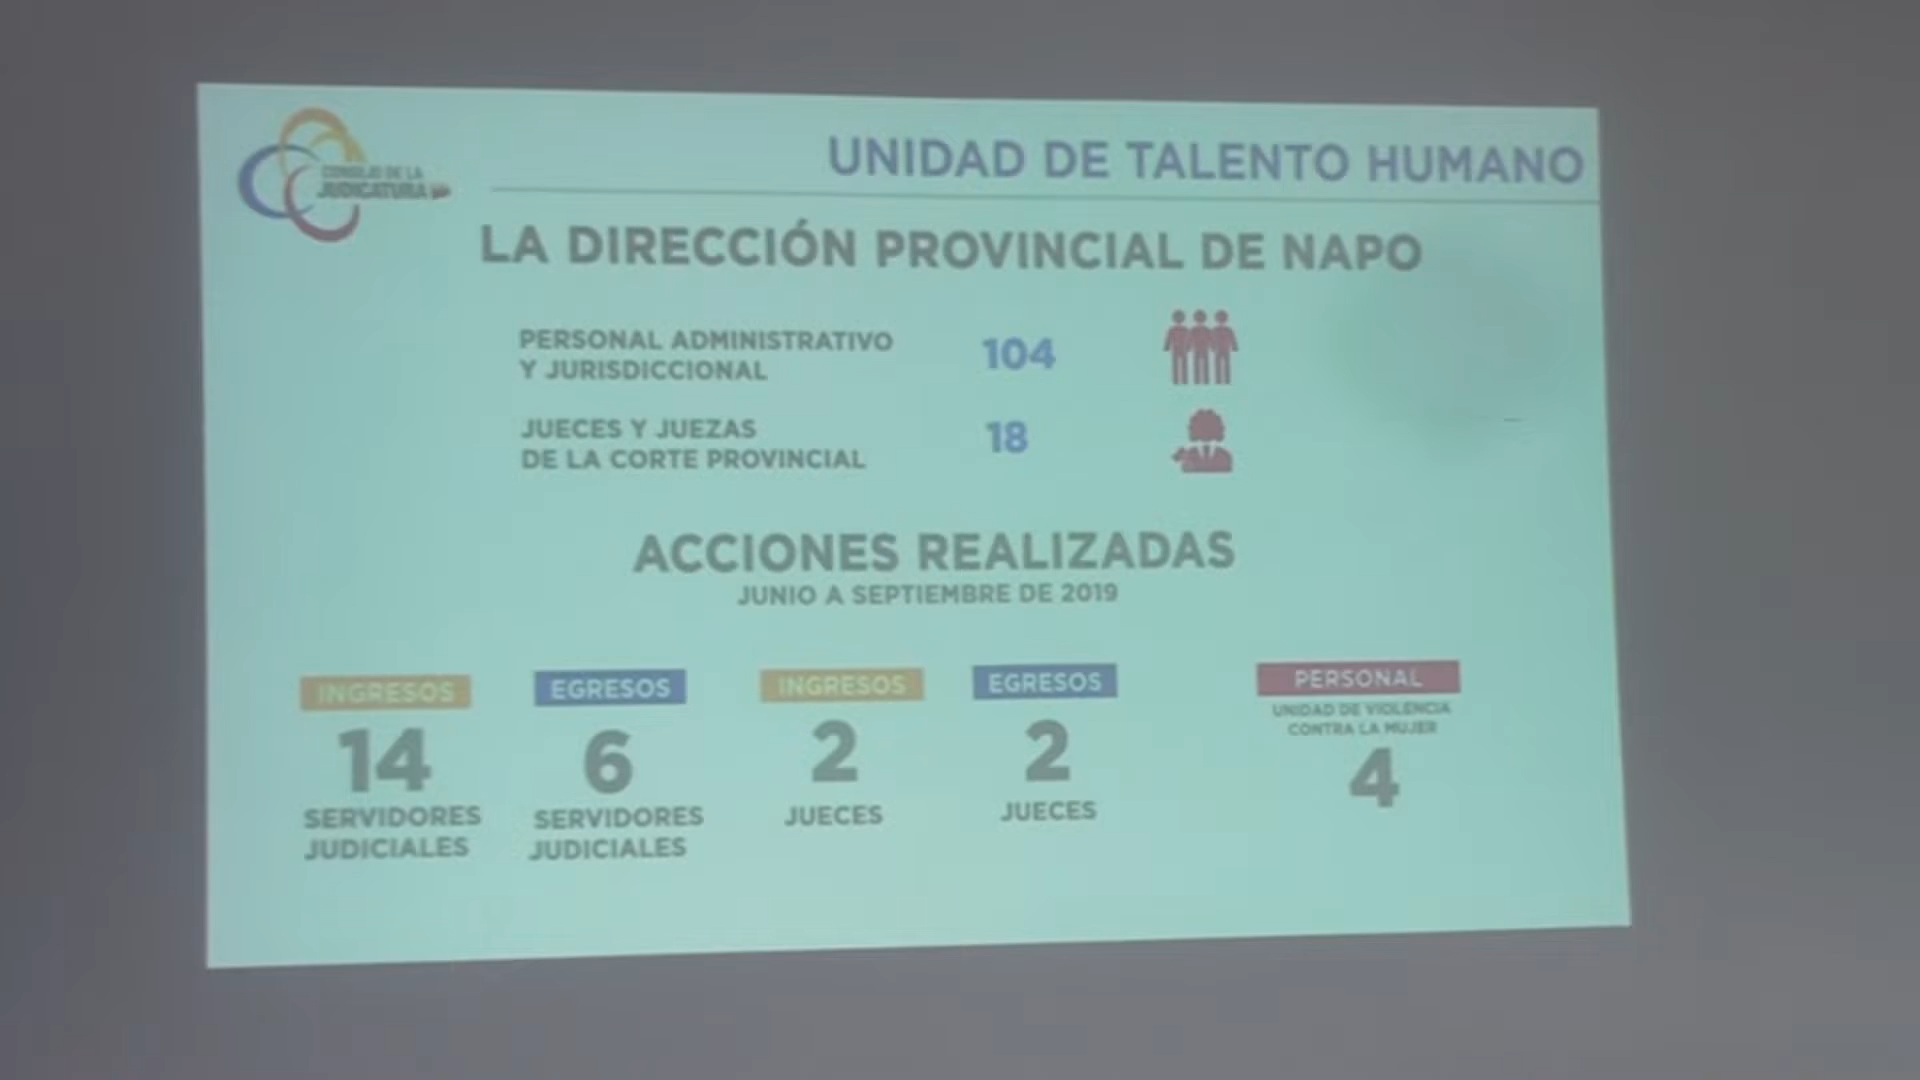 CONSEJO DE LA
JUDICATURA
UNIDAD DE TALENTO HUMANO
LA DIRECCIÓN PROVINCIAL DE NAPO
PERSONAL ADMINISTRATIVO
Y JURISDICCIONAL
104
JUECES Y JUEZAS
DE LA CORTE PROVINCIAL
18
ACCIONES REALIZADAS
JUNIO A SEPTIEMBRE DE 2019
INGRESOS
14
SERVIDORES
JUDICIALES
EGRESOS
6
SERVIDORES
JUDICIALES
INGRESOS
2
JUECES
EGRESOS
2
JUECES
PERSONAL
UNIDAD DE VIOLENCIA
CONTRA LA MUJER
4